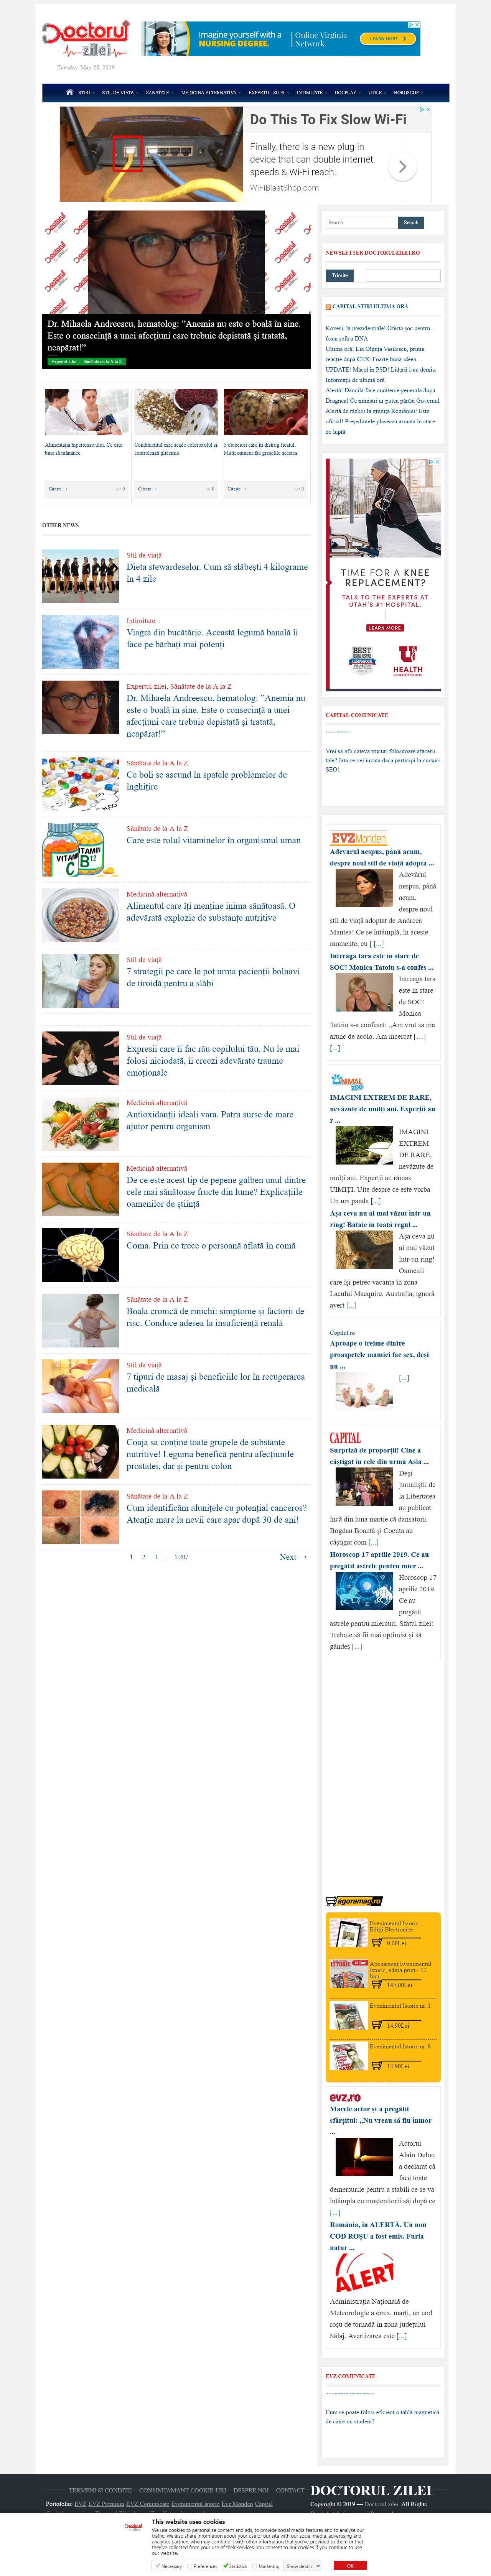 Doctorul
zilei
Imagine yourself with a
NURSING DEGREE.
Online Virginia
Network
LEARN MORE
Tuesday, May 28, 2019
STIRI
STIL DE VIATA
SANATATE
MEDICINA ALTERNATIVA
EXPERTUL ZILEI
INTIMITATE
DOCPLAY
UTILE
HOROSCOP
Do This To Fix Slow Wi-Fi
Finally, there is a new plug-in
device that can double internet
speeds & Wi-Fi reach.
WiFiBlastShop.com
Dr. Mihaela Andreescu, hematolog: ”Anemia nu este o boală în sine.
Este o consecință a unei afecțiuni care trebuie depistată și tratată,
neapărat!”
Expertul zilei
Sănătate de la A la Z
Alimentația hipertensivului. Ce este
bine să mănânce
Citeste →
0
Condimentul care scade colesterolul și
controlează glicemia
Citeste →
0
5 obiceiuri care îți distrug ficatul.
Mulți oameni fac greșelile acestea
Citeste →
0
OTHER NEWS
Stil de viață
Dieta stewardeselor. Cum să slăbești 4 kilograme
în 4 zile
Intimitate
Viagra din bucătărie. Această legumă banală îi
face pe bărbați mai potenți
Expertul zilei, Sănătate de la A la Z
Dr. Mihaela Andreescu, hematolog: ”Anemia nu
este o boală în sine. Este o consecință a unei
afecțiuni care trebuie depistată și tratată,
neapărat!”
Sănătate de la A la Z
Ce boli se ascund în spatele problemelor de
înghițire
Sănătate de la A la Z
Care este rolul vitaminelor în organismul uman
VITAMIN
C
VITAMIN
B12
Medicină alternativă
Alimentul care îți menține inima sănătoasă. O
adevărată explozie de substanțe nutritive
Stil de viață
7 strategii pe care le pot urma pacienții bolnavi
de tiroidă pentru a slăbi
Stil de viață
Expresii care îi fac rău copilului tău. Nu le mai
folosi niciodată, îi creezi adevărate traume
emoționale
Medicină alternativă
Antioxidanții ideali vara. Patru surse de mare
ajutor pentru organism
Medicină alternativă
De ce este acest tip de pepene galben unul dintre
cele mai sănătoase fructe din lume? Explicațiile
oamenilor de știință
Sănătate de la A la Z
Coma. Prin ce trece o persoană aflată în comă
Sănătate de la A la Z
Boala cronică de rinichi: simptome și factorii de
risc. Conduce adesea la insuficiență renală
Stil de viață
7 tipuri de masaj și beneficiile lor în recuperarea
medicală
Medicină alternativă
Coaja sa conține toate grupele de substanțe
nutritive! Leguma benefică pentru afecțiunile
prostatei, dar și pentru colon
Sănătate de la A la Z
Cum identificăm alunițele cu potențial canceros?
Atenție mare la nevii care apar după 30 de ani!
1 2 3 … 1.207 Next →
Search
Search
NEWSLETTER DOCTORULZILEI.RO
Trimite
CAPITAL STIRI ULTIMA ORĂ
Kovesi, la prezidențiale! Oferta șoc pentru
fosta șefă a DNA
Ultima oră! Lia Olguța Vasilescu, prima
reacție după CEX: Foarte bună ideea
UPDATE! Măcel în PSD! Liderii l-au demis.
Informații de ultimă oră
Alertă! Dăncilă face curățenie generală după
Dragnea! Ce miniștri ar putea părăsi Guvernul
Alertă de război la granița României! Este
oficial! Președintele plasează armata în stare
de luptă
TIME FOR A KNEE
REPLACEMENT?
TALK TO THE EXPERTS AT
UTAH'S #1 HOSPITAL.
LEARN MORE
BEST
HEALTH
UNIVERSITY OF UTAH
CAPITAL COMUNICATE
Vrei sa afli cateva trucuri folositoare afacerii
tale? Iata ce vei invata daca participi la cursuri
SEO!
EVZ Monden
Adevărul nespus, până acum,
despre noul stil de viață adopta ...
Adevărul
nespus, până
acum,
despre noul
stil de viață adoptat de Andreea
Mantea! Ce se întâmplă, în aceste
momente, cu [ [...]
Intreaga tara este in stare de
SOC! Monica Tatoiu s-a confes ...
Intreaga tara
este in stare
de SOC!
Monica
Tatoiu s-a confesat: „Am vrut sa ma
arunc de acolo. Am incercat […]
[...]
ANIMAL
ZOO
IMAGINI EXTREM DE RARE,
nevăzute de mulți ani. Experții au
r ...
IMAGINI
EXTREM
DE RARE,
nevăzute de
mulți ani. Experții au rămas
UIMIȚI. Uite despre ce este vorba
Un urs panda [...]
Așa ceva nu ai mai văzut într-un
ring! Bătaie în toată regul ...
Așa ceva nu
ai mai văzut
într-un ring!
Oamenii
care își petrec vacanța în zona
Lacului Macquire, Australia, ignoră
avert [...]
Copilul.ro
Aproape o treime dintre
proaspetele mamici fac sex, desi
nu ...
[...]
CAPITAL
Surpriză de proporții! Cine a
câștigat în cele din urmă Asia ...
Deși
jurnaliștii de
la Libertatea
au publicat
încă din luna martie că dansatorii
Bogdan Boantă și Cocuța au
câștigat com [...]
Horoscop 17 aprilie 2019. Ce au
pregătit astrele pentru mier ...
Horoscop 17
aprilie 2019.
Ce au
pregătit
astrele pentru miercuri. Sfatul zilei:
Trebuie să fii mai optimist și să
gândeș [...]
agoramag.ro
Evenimentul Istoric -
Ediția Electronice
0,00Lei
Abonament Evenimentul
Istoric, editia print - 12
luni
145,00Lei
Evenimentul Istoric nr. 1
14,90Lei
Evenimentul Istoric nr. 8
14,90Lei
evz.ro
Marele actor și-a pregătit
sfârșitul: „Nu vreau să fiu înmor
...
Actorul
Alain Delon
a declarat că
face toate
demersurile pentru a stabili ce se va
întâmpla cu moștenitorii săi după ce
[...]
România, în ALERTĂ. Un nou
COD ROȘU a fost emis. Furia
natur ...
ALERT
Administrația Națională de
Meteorologie a emis, marți, un cod
roșu de tornadă în zona județului
Sălaj. Avertizarea este [...]
EVZ COMUNICATE
Cum se poate folosi eficient o tablă magnetică
de către un student?
TERMENI SI CONDITII
CONSIMTAMANT COOKIE-URI
DESPRE NOI
CONTACT
DOCTORUL ZILEI
Portofoliu: EVZ EVZ Premium EVZ Comunicate Evenimentul istoric Evz Monden Capital
Copyright © 2019 — Doctorul zilei. All Rights
This website uses cookies
We use cookies to personalise content and ads, to provide social media features and to analyse our
traffic. We also share information about your use of our site with our social media, advertising and
analytics partners who may combine it with other information that you've provided to them or that
they've collected from your use of their services. You consent to our cookies if you continue to use
our website.
Necessary
Preferences
Statistics
Marketing
Show details
OK